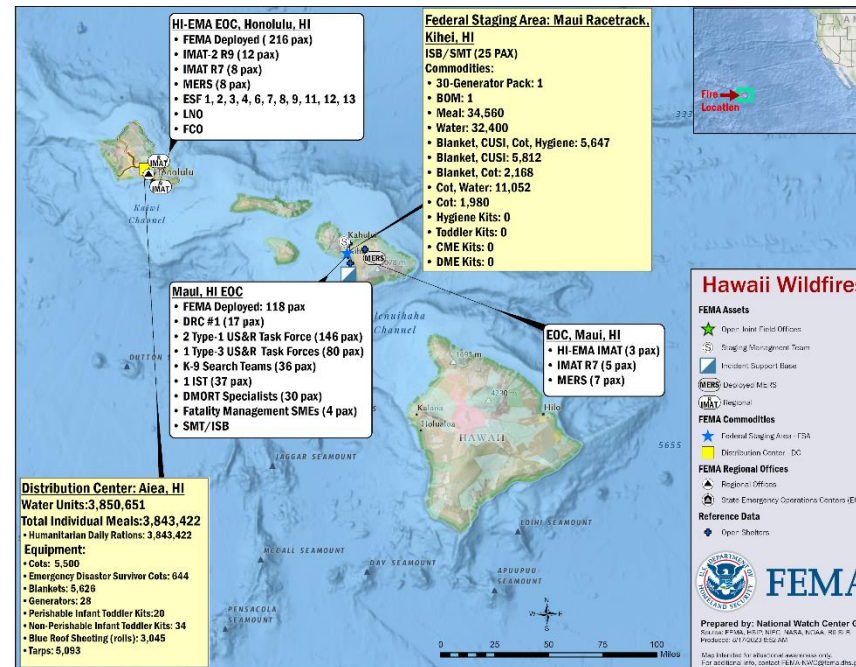 HI-EMA EOC, Honolulu, HI
• FEMA Deployed ( 216 pax)
• IMAT-2 R9 (12 pax)
• IMAT R7 (8 pax)
• MERS (8 pax)
• ESF 1, 2, 3, 4, 6, 7, 8, 9, 11, 12, 13
• LNO
• FCO
Federal Staging Area: Maui Racetrack,
Kihei, HI
ISB/SMT (25 PAX)
Commodities:
• 30-Generator Pack: 1
• BOM: 1
• Meal: 34,560
• Water: 32,400
• Blanket, CUSI, Cot, Hygiene: 5,647
• Blanket, CUSI: 5,812
• Blanket, Cot: 2,168
• Cot, Water: 11,052
• Cot: 1,980
• Hygiene Kits: 0
• Toddler Kits: 0
• CME Kits: 0
• DME Kits: 0
Fire
Location
IMAT
Honolulu
IMAT
Kaiwi
Channel
Kahului
S
MERS
Channel
Maui, HI EOC
• FEMA Deployed: 118 pax
• DRC #1 (17 pax)
• 2 Type-1 US&R Task Force (146 pax)
• 1 Type-3 US&R Task Forces (80 pax)
• K-9 Search Teams (36 pax)
• 1 IST (37 pax)
• DMORT Specialists (30 pax)
• Fatality Management SMEs (4 pax)
• SMT/ISB
EOC, Maui, HI
• HI-EMA IMAT (3 pax)
• IMAT R7 (5 pax)
• MERS (7 pax)
Hilo
HAWAII
5655
JAGGAR SEAMOUNT
DAY SEAMOUNT
APUUPUU
SEAMOUNT
PENSACOLA
SEAMOUNT
Distribution Center: Aiea, HI
Water Units:3,850,651
Total Individual Meals:3,843,422
• Humanitarian Daily Rations: 3,843,422
Equipment:
• Cots: 5,500
• Emergency Disaster Survivor Cots: 644
• Blankets: 5,626
• Generators: 28
• Perishable Infant Toddler Kits:20
• Non-Perishable Infant Toddler Kits: 34
• Blue Roof Sheeting (rolls): 3,045
• Tarps: 5,093
N
W E
S
0 25 50 100
Miles
Hawaii Wildfires
FEMA Assets
Open Joint Field Offices
S Staging Managment Team
Incident Support Base
MERS Deployed MERS
IMAT Regional
FEMA Commodities
Federal Staging Area - FSA
Distribution Center - DC
FEMA Regional Offices
Regional Offices
State Emergency Operations Centers
Reference Data
Open Shelters
FEMA
Prepared by: National Watch Center